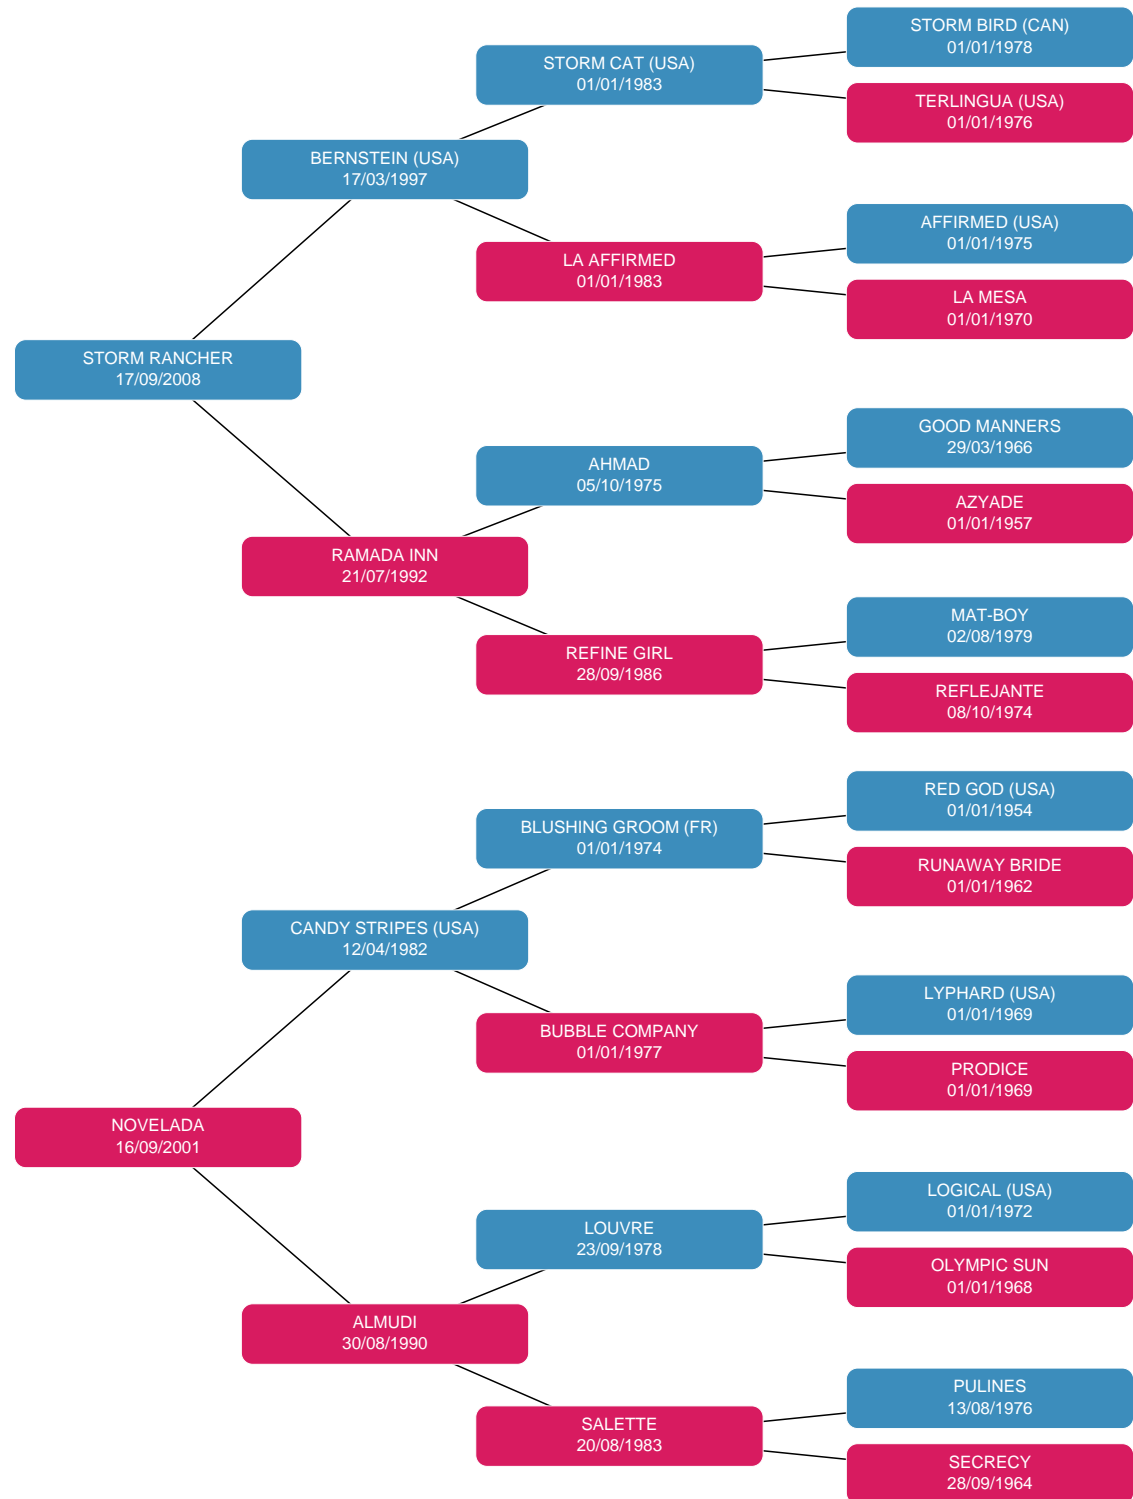 STORM BIRD (CAN)
01/01/1978
STORM CAT (USA)
01/01/1983
TERLINGUA (USA)
01/01/1976
BERNSTEIN (USA)
17/03/1997
AFFIRMED (USA)
01/01/1975
LA AFFIRMED
01/01/1983
LA MESA
01/01/1970
STORM RANCHER
17/09/2008
GOOD MANNERS
29/03/1966
AHMAD
05/10/1975
AZYADE
01/01/1957
RAMADA INN
21/07/1992
MAT-BOY
02/08/1979
REFINE GIRL
28/09/1986
REFLEJANTE
08/10/1974
RED GOD (USA)
01/01/1954
BLUSHING GROOM (FR)
01/01/1974
RUNAWAY BRIDE
01/01/1962
CANDY STRIPES (USA)
12/04/1982
LYPHARD (USA)
01/01/1969
BUBBLE COMPANY
01/01/1977
PRODICE
01/01/1969
NOVELADA
16/09/2001
LOGICAL (USA)
01/01/1972
LOUVRE
23/09/1978
OLYMPIC SUN
01/01/1968
ALMUDI
30/08/1990
PULINES
13/08/1976
SALETTE
20/08/1983
SECRECY
28/09/1964